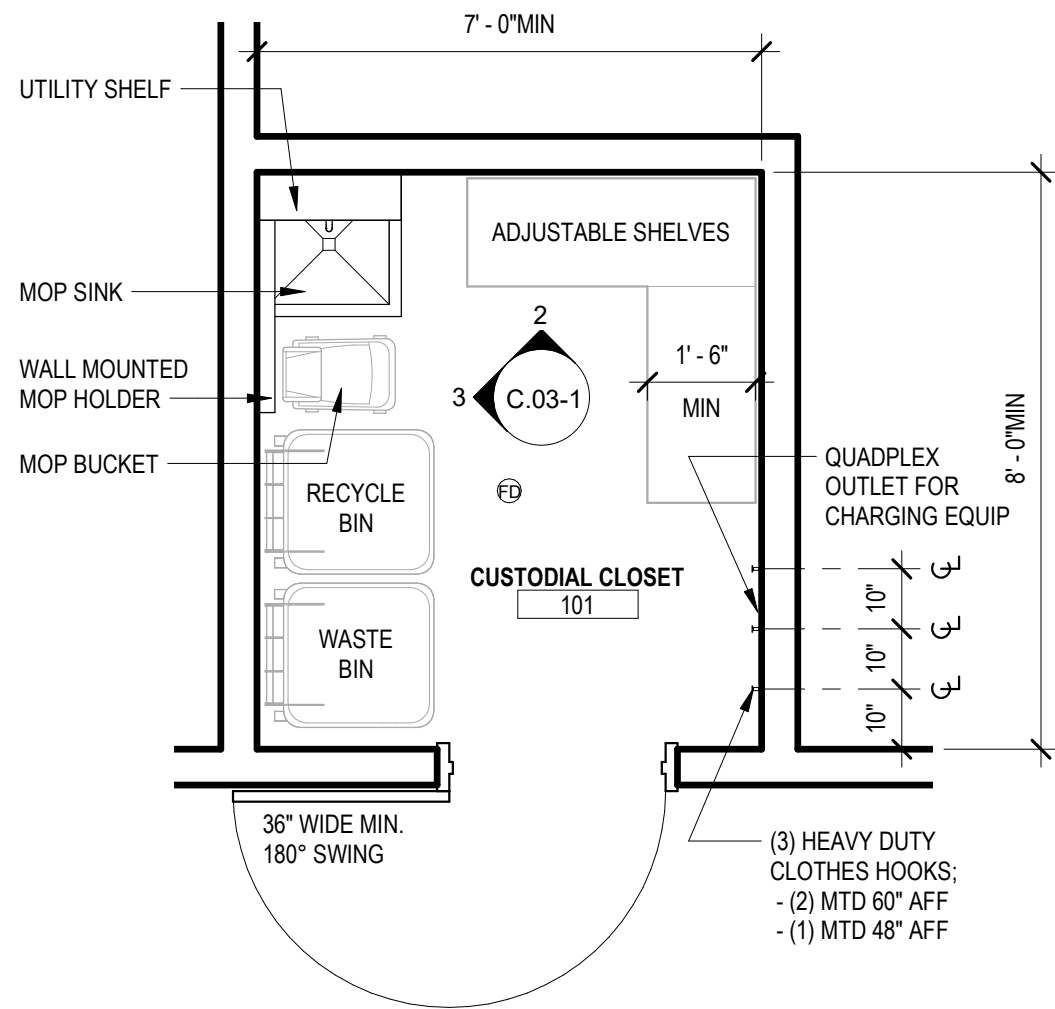 7' - 0"MIN
UTILITY SHELF
ADJUSTABLE SHELVES
MOP SINK
2
WALL MOUNTED
MOP HOLDER
3
C.03-1
1' - 6"
MIN
8' - 0"MIN
MOP BUCKET
QUADPLEX
OUTLET FOR
CHARGING EQUIP
RECYCLE
BIN
FD
CUSTODIAL CLOSET
101
10"
10"
10"
WASTE
BIN
36" WIDE MIN.
180° SWING
(3) HEAVY DUTY
CLOTHES HOOKS;
- (2) MTD 60" AFF
- (1) MTD 48" AFF